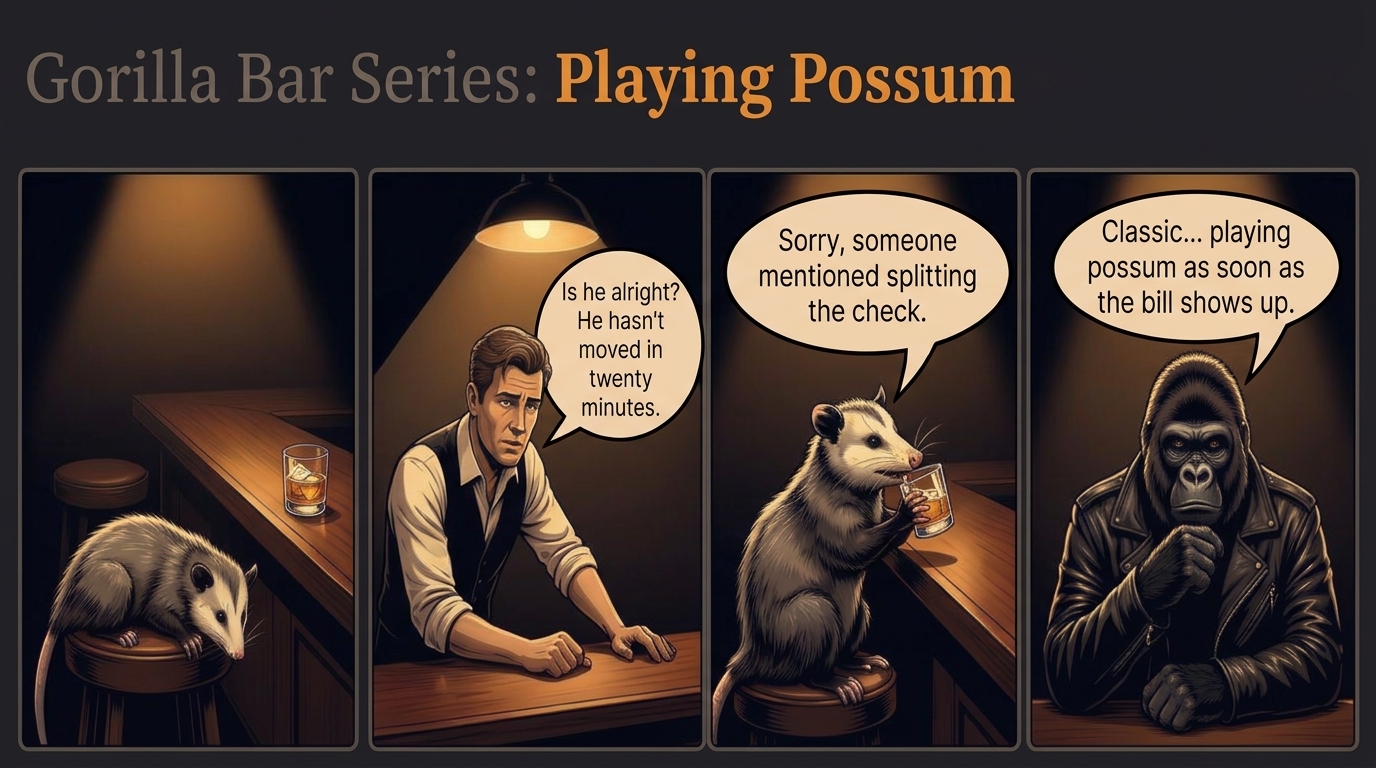 Gorilla Bar Series: Playing Possum
Is he alright?
He hasn't
moved in
twenty
minutes.
Sorry, someone
mentioned splitting
the check.
Classic... playing
possum as soon as
the bill shows up.